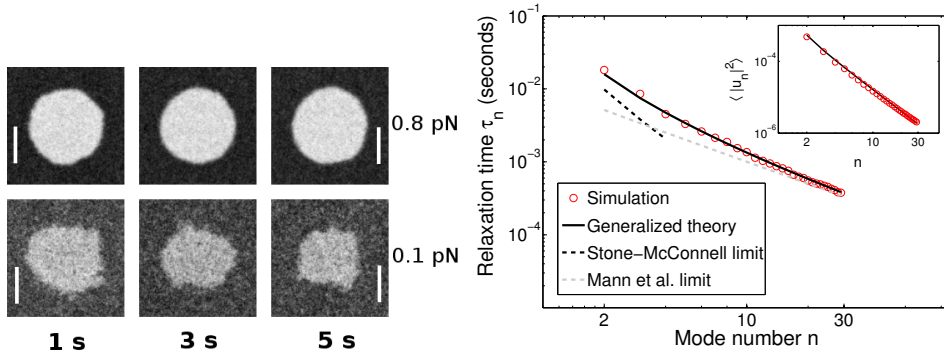 0.8 pN
0.1 pN
1 s
3 s
5 s
Relaxation time τn (seconds)
10−1
10−2
10−3
10−4
2
10
30
Mode number n
Simulation
Generalized theory
Stone−McConnell limit
Mann et al. limit
⟨ |un|2⟩
10−4
10−6
2
10
30
n